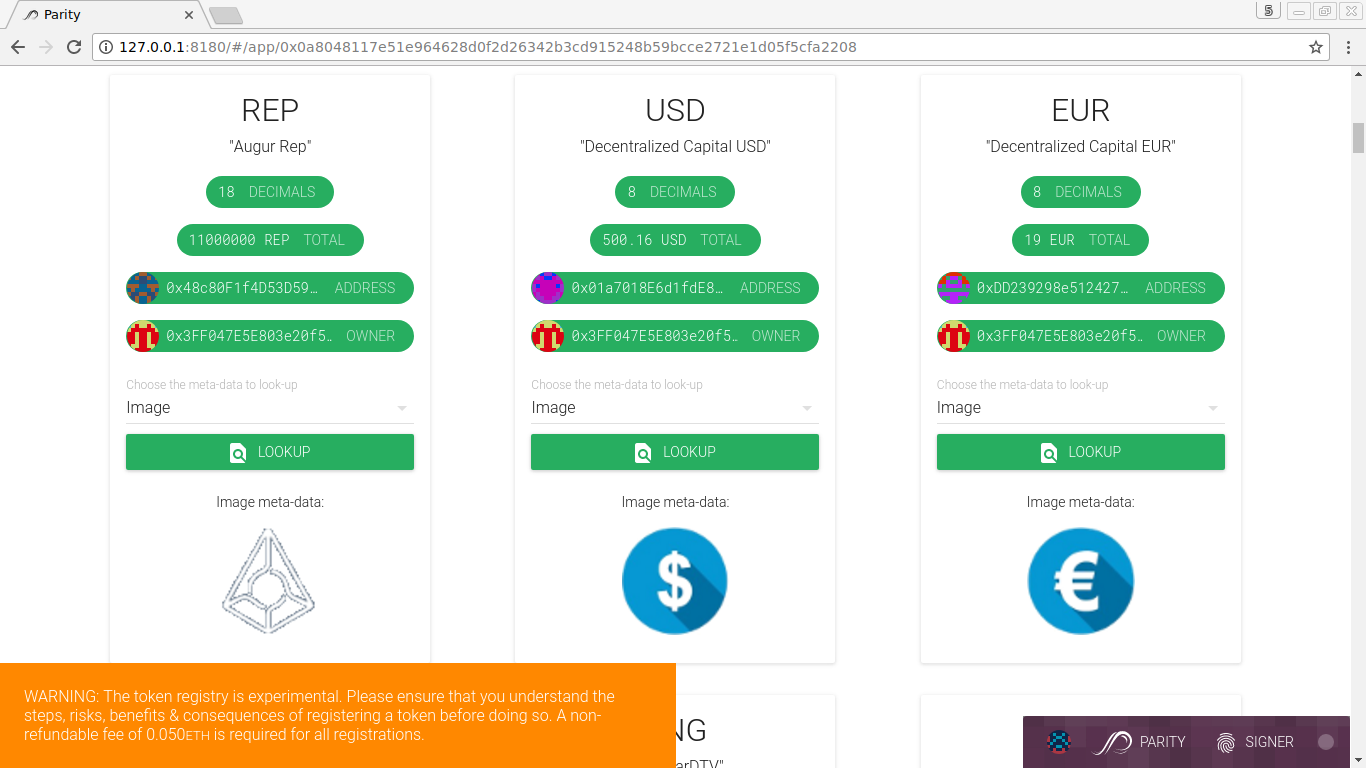 Parity
5
127.0.0.1:8180/#/app/0x0a8048117e51e964628d0f2d26342b3cd915248b59bcce2721e1d05f5cfa2208
REP
"Augur Rep"
18 DECIMALS
11000000 REP TOTAL
0x48c80F1f4D53D59… ADDRESS
0x3FF047E5E803e20f5… OWNER
Choose the meta-data to look-up
Image
LOOKUP
Image meta-data:
USD
"Decentralized Capital USD"
8 DECIMALS
500.16 USD TOTAL
0x01a7018E6d1fdE8… ADDRESS
0x3FF047E5E803e20f5… OWNER
Choose the meta-data to look-up
Image
LOOKUP
Image meta-data:
$
EUR
"Decentralized Capital EUR"
8 DECIMALS
19 EUR TOTAL
0xDD239298e512427… ADDRESS
0x3FF047E5E803e20f5… OWNER
Choose the meta-data to look-up
Image
LOOKUP
Image meta-data:
€
WARNING: The token registry is experimental. Please ensure that you understand the
steps, risks, benefits & consequences of registering a token before doing so. A non-
refundable fee of 0.050ETH is required for all registrations.
NG
arDTV"
PARITY SIGNER